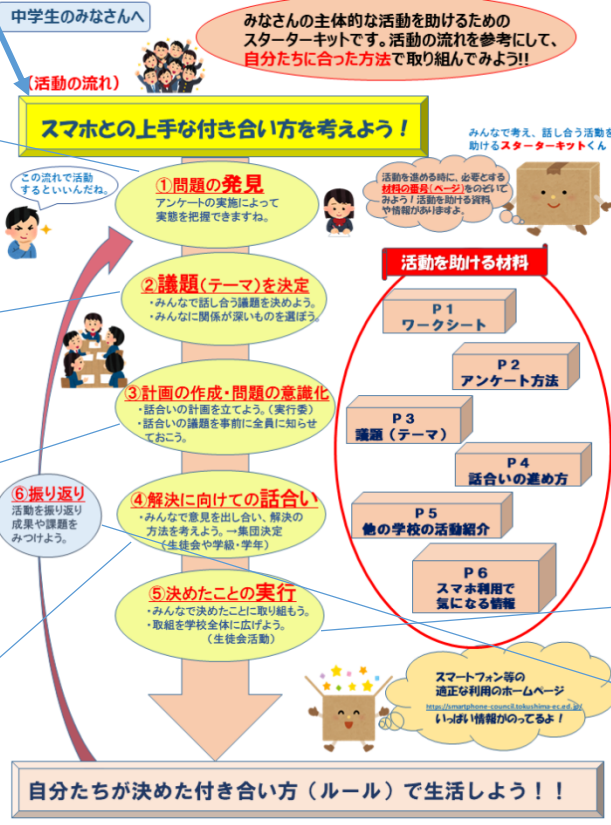 中学生のみなさんへ
みなさんの主体的な活動を助けるための
スターターキットです。活動の流れを参考にして、
自分たちに合った方法で取り組んでみよう!!
(活動の流れ)
スマホとの上手な付き合い方を考えよう！
みんなで考え、話し合う活動を
助けるスターターキットくん
この流れで活動
するといいんだね。
①問題の発見
アンケートの実施によって
実態を把握できますね。
活動を進める時に、必要とする
材料の番号(ページ)をのぞいて
みよう！活動を助ける資料
や情報がありますよ。
②議題(テーマ)を決定
・みんなで話し合う議題を決めよう。
・みんなに関係が深いものを選ぼう。
③計画の作成・問題の意識化
・話合いの計画を立てよう。(実行委)
・話合いの議題を事前に全員に知らせ
ておこう。
④解決に向けての話合い
・みんなで意見を出し合い、解決の
方法を考えよう。→集団決定
(生徒会や学級・学年)
⑤決めたことの実行
・みんなで決めたことに取り組もう。
・取組を学校全体に広げよう。
(生徒会活動)
⑥振り返り
活動を振り返り
成果や課題を
みつけよう。
活動を助ける材料
P1
ワークシート
P2
アンケート方法
P3
議題（テーマ）
P4
話合いの進め方
P5
他の学校の活動紹介
P6
スマホ利用で
気になる情報
スマートフォン等の
適正な利用のホームページ
https://smartphone-council.tokushima-ec.ed.jp/
いっぱい情報がのってるよ！
自分たちが決めた付き合い方（ルール）で生活しよう！！